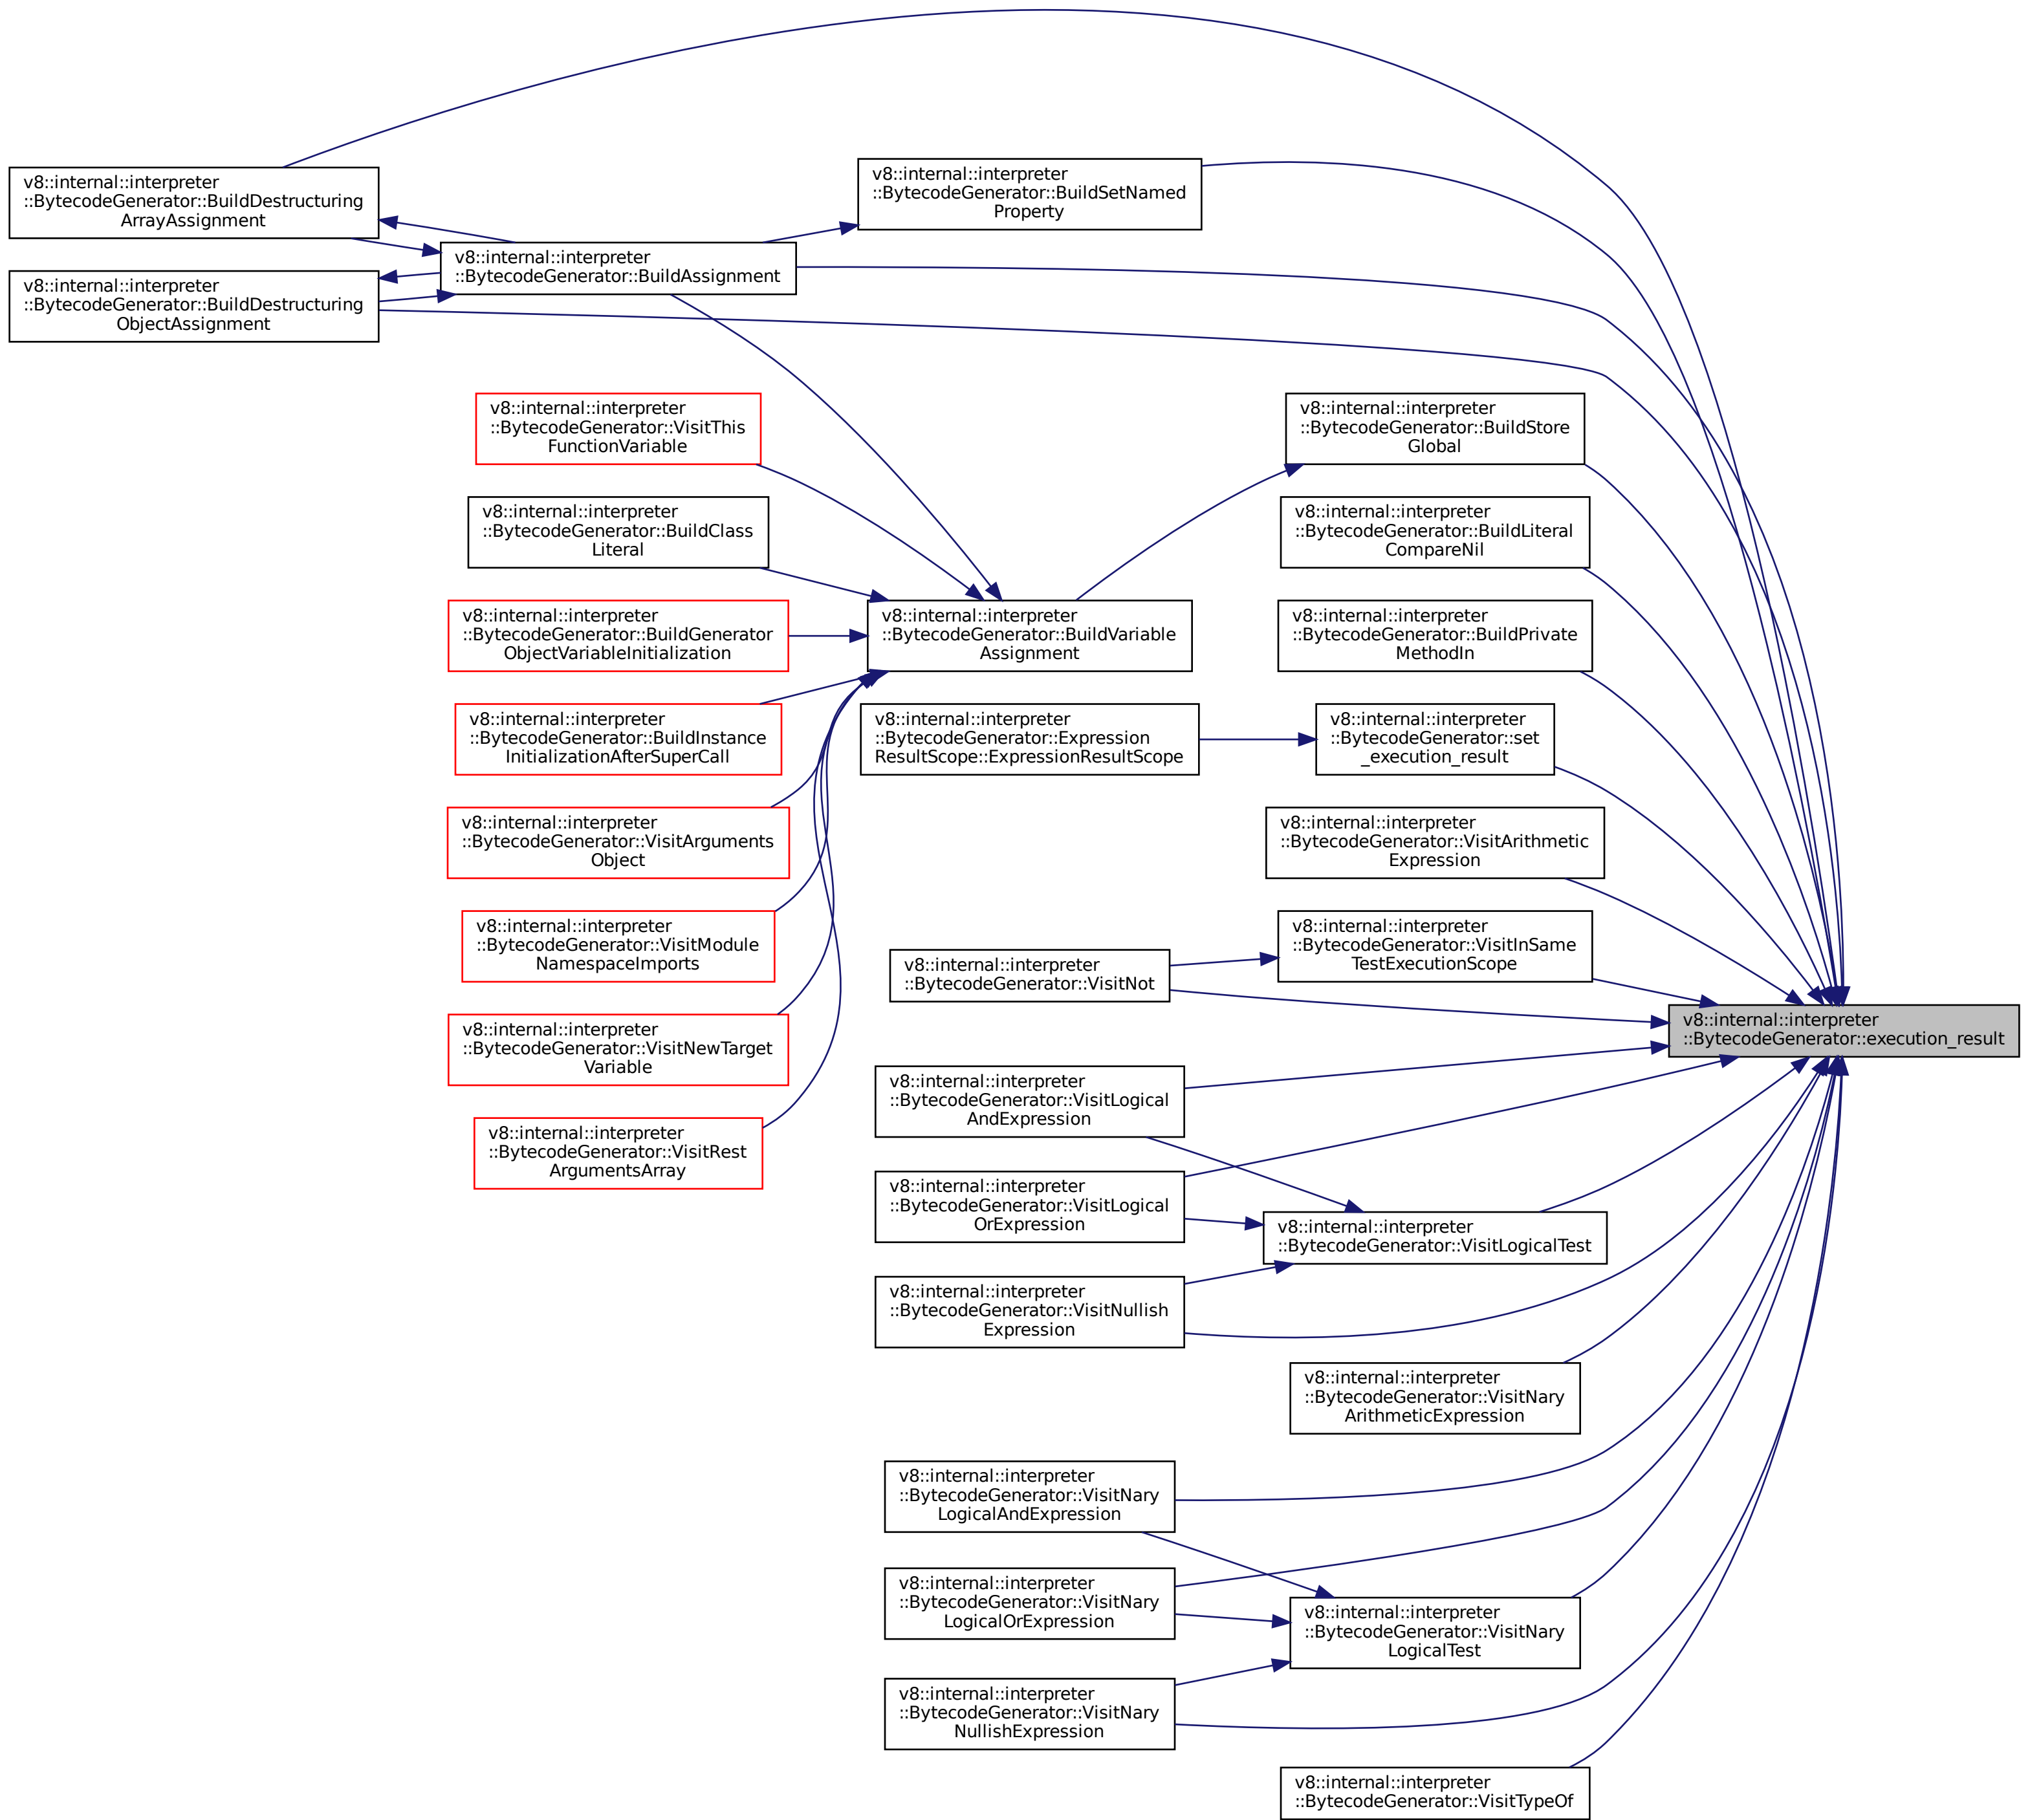 v8::internal::interpreter
::BytecodeGenerator::BuildDestructuring
ArrayAssignment
v8::internal::interpreter
::BytecodeGenerator::BuildSetNamed
Property
v8::internal::interpreter
::BytecodeGenerator::BuildAssignment
v8::internal::interpreter
::BytecodeGenerator::BuildDestructuring
ObjectAssignment
v8::internal::interpreter
::BytecodeGenerator::VisitThis
FunctionVariable
v8::internal::interpreter
::BytecodeGenerator::BuildStore
Global
v8::internal::interpreter
::BytecodeGenerator::BuildClass
Literal
v8::internal::interpreter
::BytecodeGenerator::BuildLiteral
CompareNil
v8::internal::interpreter
::BytecodeGenerator::BuildGenerator
ObjectVariableInitialization
v8::internal::interpreter
::BytecodeGenerator::BuildVariable
Assignment
v8::internal::interpreter
::BytecodeGenerator::BuildPrivate
MethodIn
v8::internal::interpreter
::BytecodeGenerator::BuildInstance
InitializationAfterSuperCall
v8::internal::interpreter
::BytecodeGenerator::Expression
ResultScope::ExpressionResultScope
v8::internal::interpreter
::BytecodeGenerator::set
_execution_result
v8::internal::interpreter
::BytecodeGenerator::VisitArguments
Object
v8::internal::interpreter
::BytecodeGenerator::VisitArithmetic
Expression
v8::internal::interpreter
::BytecodeGenerator::VisitModule
NamespaceImports
v8::internal::interpreter
::BytecodeGenerator::VisitNot
v8::internal::interpreter
::BytecodeGenerator::VisitInSame
TestExecutionScope
v8::internal::interpreter
::BytecodeGenerator::execution_result
v8::internal::interpreter
::BytecodeGenerator::VisitNewTarget
Variable
v8::internal::interpreter
::BytecodeGenerator::VisitLogical
AndExpression
v8::internal::interpreter
::BytecodeGenerator::VisitRest
ArgumentsArray
v8::internal::interpreter
::BytecodeGenerator::VisitLogical
OrExpression
v8::internal::interpreter
::BytecodeGenerator::VisitLogicalTest
v8::internal::interpreter
::BytecodeGenerator::VisitNullish
Expression
v8::internal::interpreter
::BytecodeGenerator::VisitNary
ArithmeticExpression
v8::internal::interpreter
::BytecodeGenerator::VisitNary
LogicalAndExpression
v8::internal::interpreter
::BytecodeGenerator::VisitNary
LogicalOrExpression
v8::internal::interpreter
::BytecodeGenerator::VisitNary
LogicalTest
v8::internal::interpreter
::BytecodeGenerator::VisitNary
NullishExpression
v8::internal::interpreter
::BytecodeGenerator::VisitTypeOf